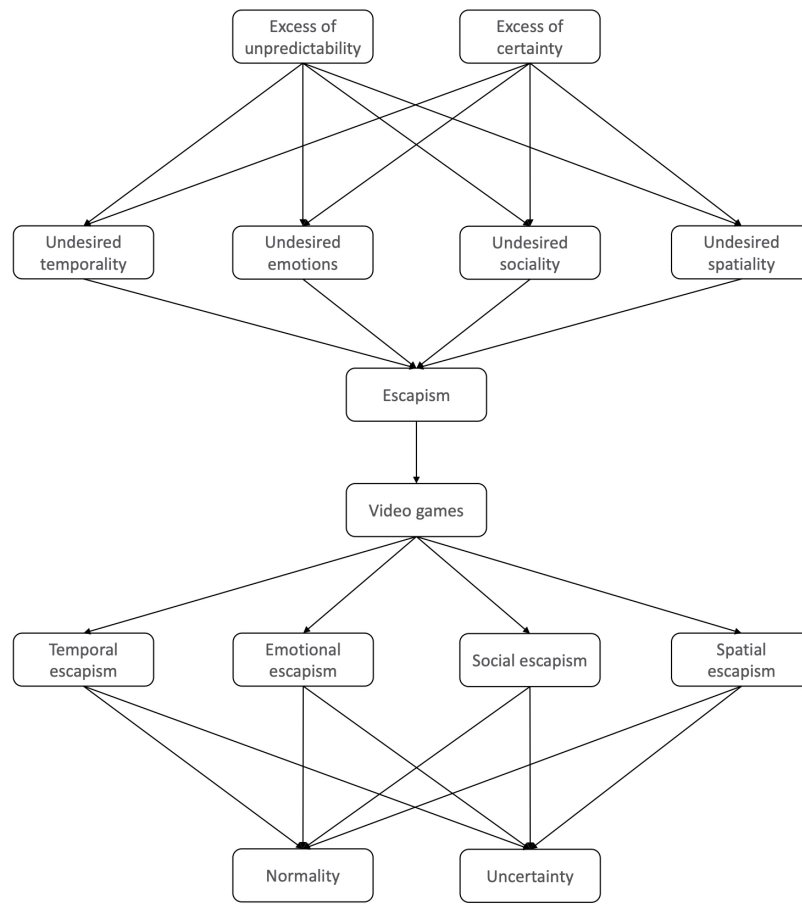 Excess of
unpredictability
Excess of
certainty
Undesired
temporality
Undesired
emotions
Undesired
sociality
Undesired
spatiality
Escapism
Video games
Temporal
escapism
Emotional
escapism
Social escapism
Spatial
escapism
Normality
Uncertainty